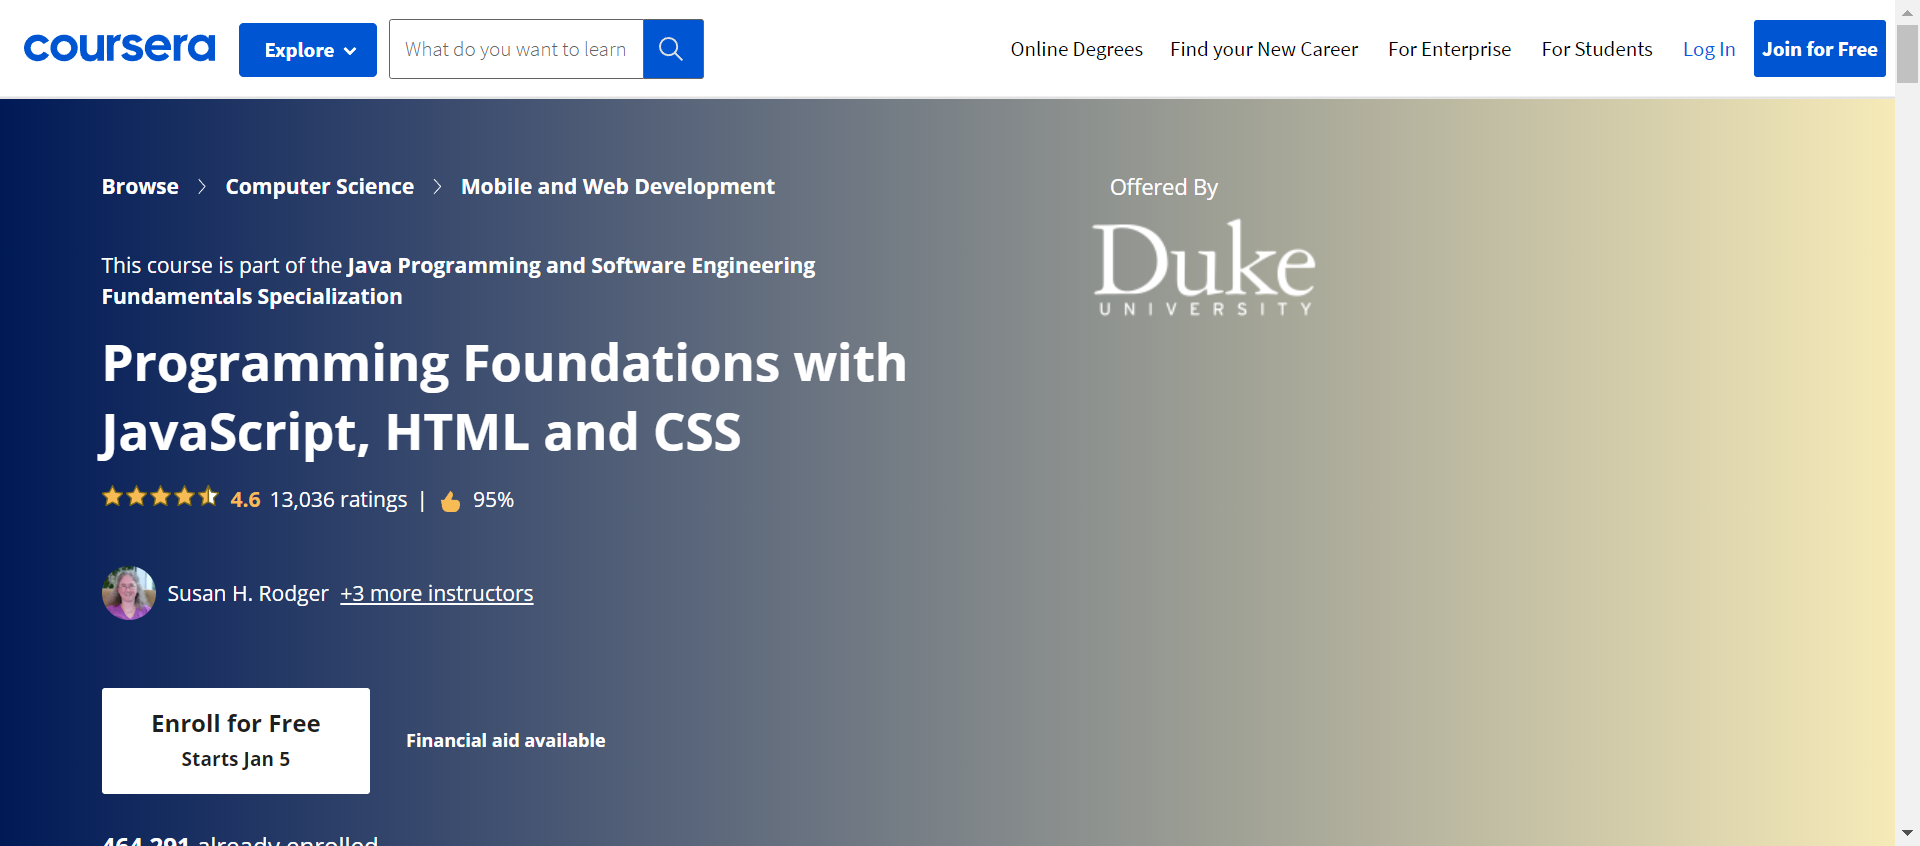 coursera
Explore
What do you want to learn
Online Degrees
Find your New Career
For Enterprise
For Students
Log In
Join for Free
Browse
Computer Science
Mobile and Web Development
This course is part of the Java Programming and Software Engineering
Fundamentals Specialization
Programming Foundations with
JavaScript, HTML and CSS
4.6 13,036 ratings | 95%
Susan H. Rodger +3 more instructors
Enroll for Free
Starts Jan 5
Financial aid available
464,291 already enrolled
Offered By
Duke
UNIVERSITY